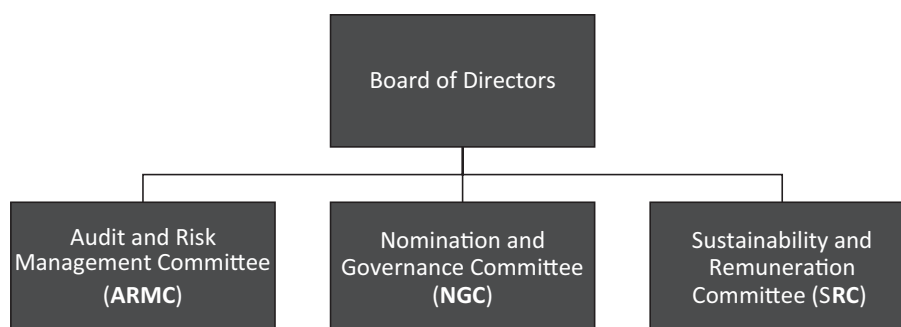 Board of Directors
Audit and Risk
Management Committee
(ARMC)
Nomination and
Governance Committee
(NGC)
Sustainability and
Remuneration
Committee (SRC)